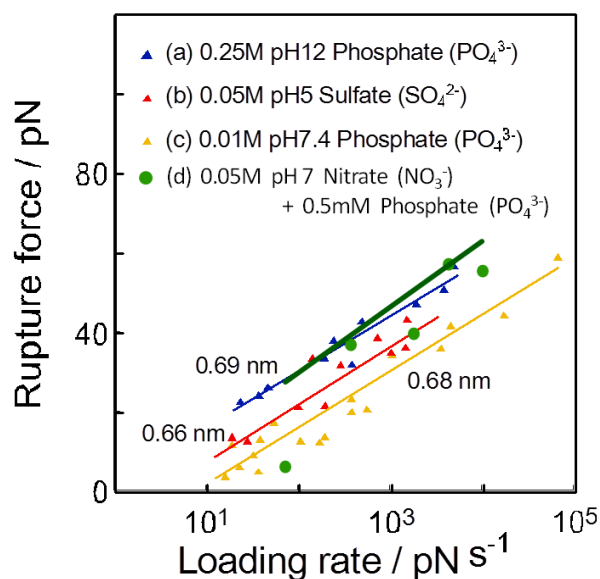 (a) 0.25M pH12 Phosphate (PO₄³⁻)
(b) 0.05M pH5 Sulfate (SO₄²⁻)
(c) 0.01M pH7.4 Phosphate (PO₄³⁻)
(d) 0.05M pH 7 Nitrate (NO₃⁻)
+ 0.5mM Phosphate (PO₄³⁻)
Rupture force / pN
80
40
0
0.69 nm
0.68 nm
0.66 nm
10¹
10³
10⁵
Loading rate / pN s⁻¹